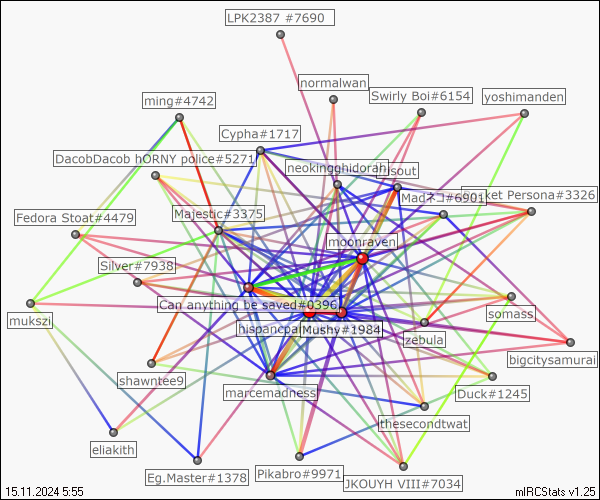 LPK2387 #7690
normalwan
ming#4742
Swirly Boi#6154
yoshimanden
Cypha#1717
DacobDacob hORNY police#5271
neokingghidorah
usout
Madネコ#6901
ket Persona#3326
Majestic#3375
Fedora Stoat#4479
moonraven
Silver#7938
Can anything be saved#0396
mukszi
somass
hispancpa
Mushy#1984
zebula
bigcitysamurai
shawntee9
marcemadness
Duck#1245
thesecondtwat
eliakith
Eg.Master#1378
Pikabro#9971
JKOUYH VIII#7034
15.11.2024 5:55
mIRCStats v1.25